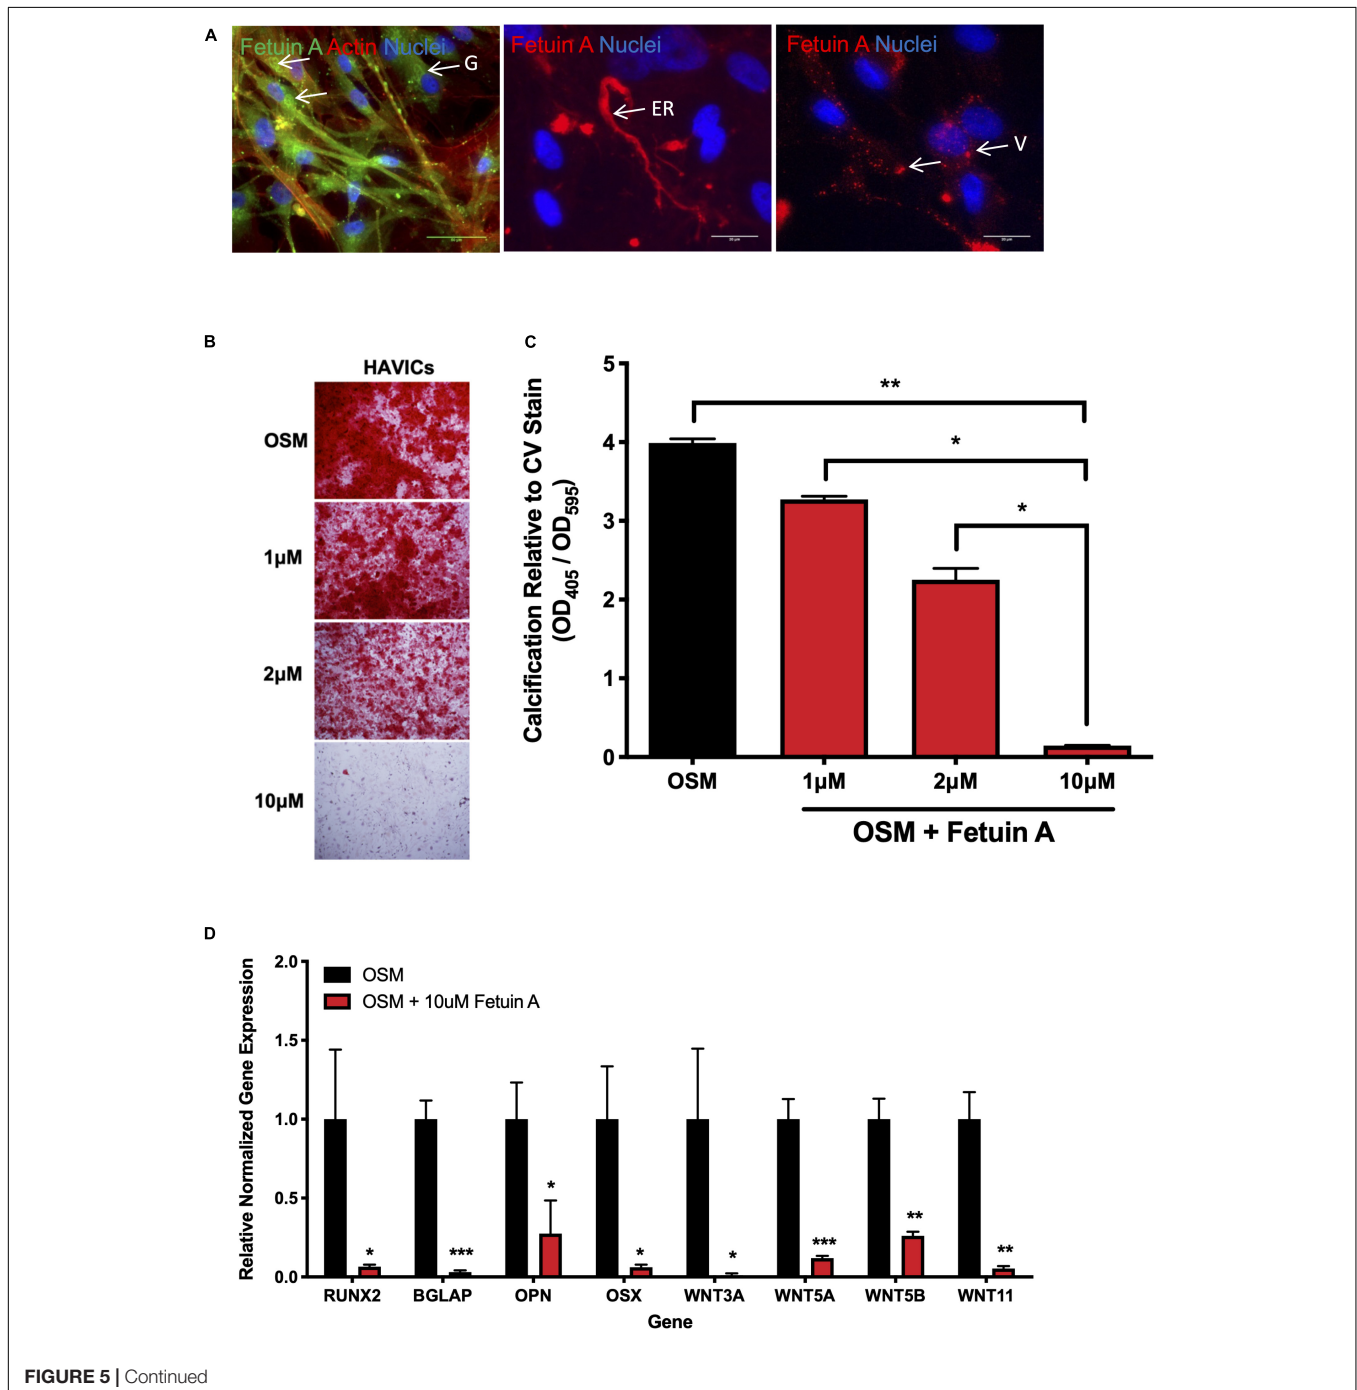 A
Fetuin A Actin Nuclei
G
Fetuin A Nuclei
ER
Fetuin A Nuclei
V
B
HAVICs
OSM
1µM
2µM
10µM
C
Calcification Relative to CV Stain
(OD405 / OD595)
5
4
3
2
1
0
**
*
*
OSM
1µM
2µM
10µM
OSM + Fetuin A
D
Relative Normalized Gene Expression
2.0
1.5
1.0
0.5
0.0
OSM
OSM + 10uM Fetuin A
*
***
*
*
*
***
**
**
RUNX2
BGLAP
OPN
OSX
WNT3A
WNT5A
WNT5B
WNT11
Gene
FIGURE 5 | Continued